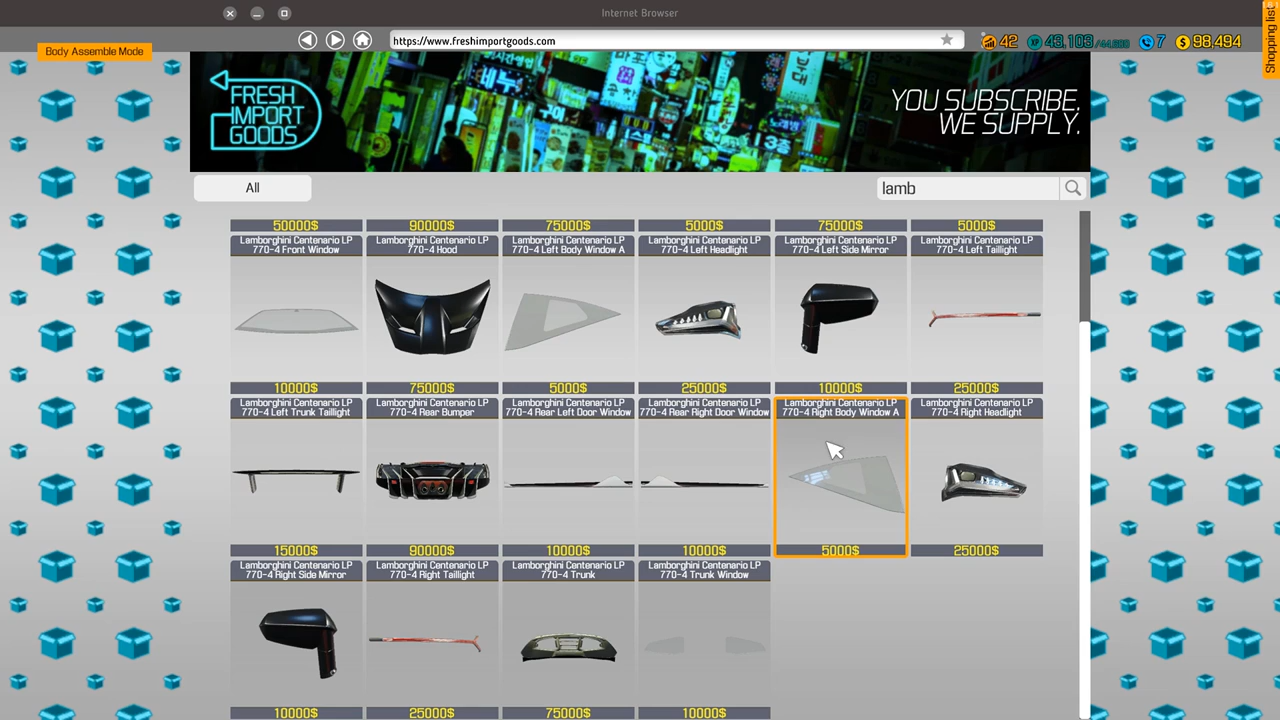 Internet Browser
Shopping list
Body Assemble Mode
https://www.freshimportgoods.com
42
43,103
7
$ 98,494
FRESH
IMPORT
GOODS
YOU SUBSCRIBE.
WE SUPPLY.
All
lamb
50000$
90000$
75000$
5000$
75000$
5000$
Lamborghini Centenario LP
770-4 Front Window
Lamborghini Centenario LP
770-4 Hood
Lamborghini Centenario LP
770-4 Left Body Window A
Lamborghini Centenario LP
770-4 Left Headlight
Lamborghini Centenario LP
770-4 Left Side Mirror
Lamborghini Centenario LP
770-4 Left Taillight
10000$
75000$
5000$
25000$
10000$
25000$
Lamborghini Centenario LP
770-4 Left Trunk Taillight
Lamborghini Centenario LP
770-4 Rear Bumper
Lamborghini Centenario LP
770-4 Rear Left Door Window
Lamborghini Centenario LP
770-4 Rear Right Door Window
Lamborghini Centenario LP
770-4 Right Body Window A
Lamborghini Centenario LP
770-4 Right Headlight
15000$
90000$
10000$
10000$
5000$
25000$
Lamborghini Centenario LP
770-4 Right Side Mirror
Lamborghini Centenario LP
770-4 Right Taillight
Lamborghini Centenario LP
770-4 Trunk
Lamborghini Centenario LP
770-4 Trunk Window
10000$
25000$
75000$
10000$